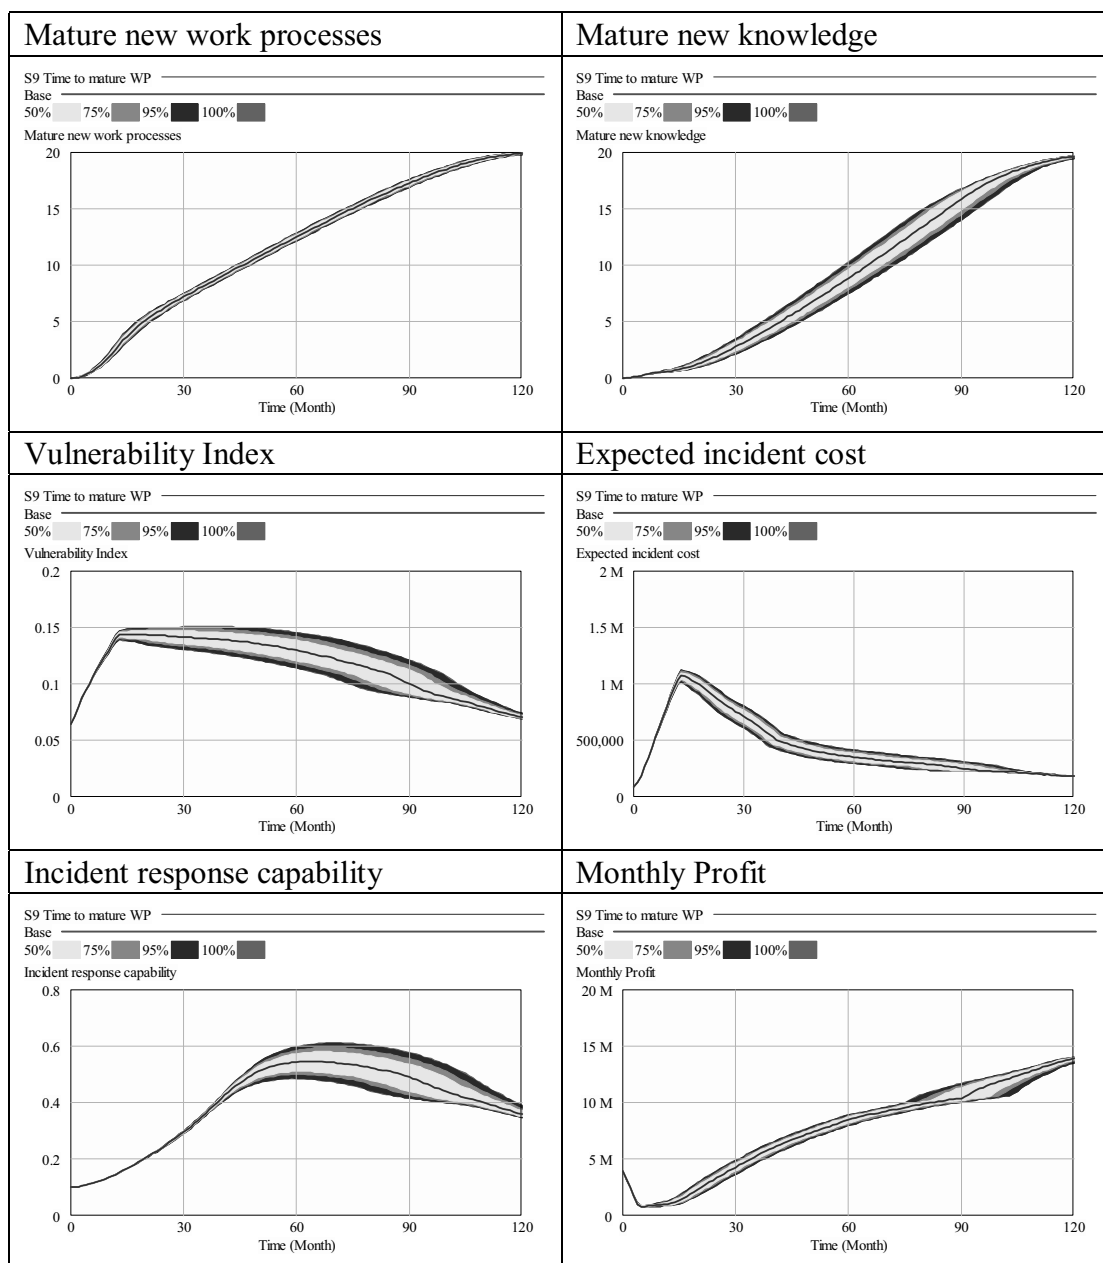 Mature new work processes
S9 Time to mature WP
Base
50% 75% 95% 100%
Mature new work processes
20
15
10
5
0
0 30 60 90 120
Time (Month)
Mature new knowledge
S9 Time to mature WP
Base
50% 75% 95% 100%
Mature new knowledge
20
15
10
5
0
0 30 60 90 120
Time (Month)
Vulnerability Index
S9 Time to mature WP
Base
50% 75% 95% 100%
Vulnerability Index
0.2
0.15
0.1
0.05
0
0 30 60 90 120
Time (Month)
Expected incident cost
S9 Time to mature WP
Base
50% 75% 95% 100%
Expected incident cost
2 M
1.5 M
1 M
500,000
0
0 30 60 90 120
Time (Month)
Incident response capability
S9 Time to mature WP
Base
50% 75% 95% 100%
Incident response capability
0.8
0.6
0.4
0.2
0
0 30 60 90 120
Time (Month)
Monthly Profit
S9 Time to mature WP
Base
50% 75% 95% 100%
Monthly Profit
20 M
15 M
10 M
5 M
0
0 30 60 90 120
Time (Month)